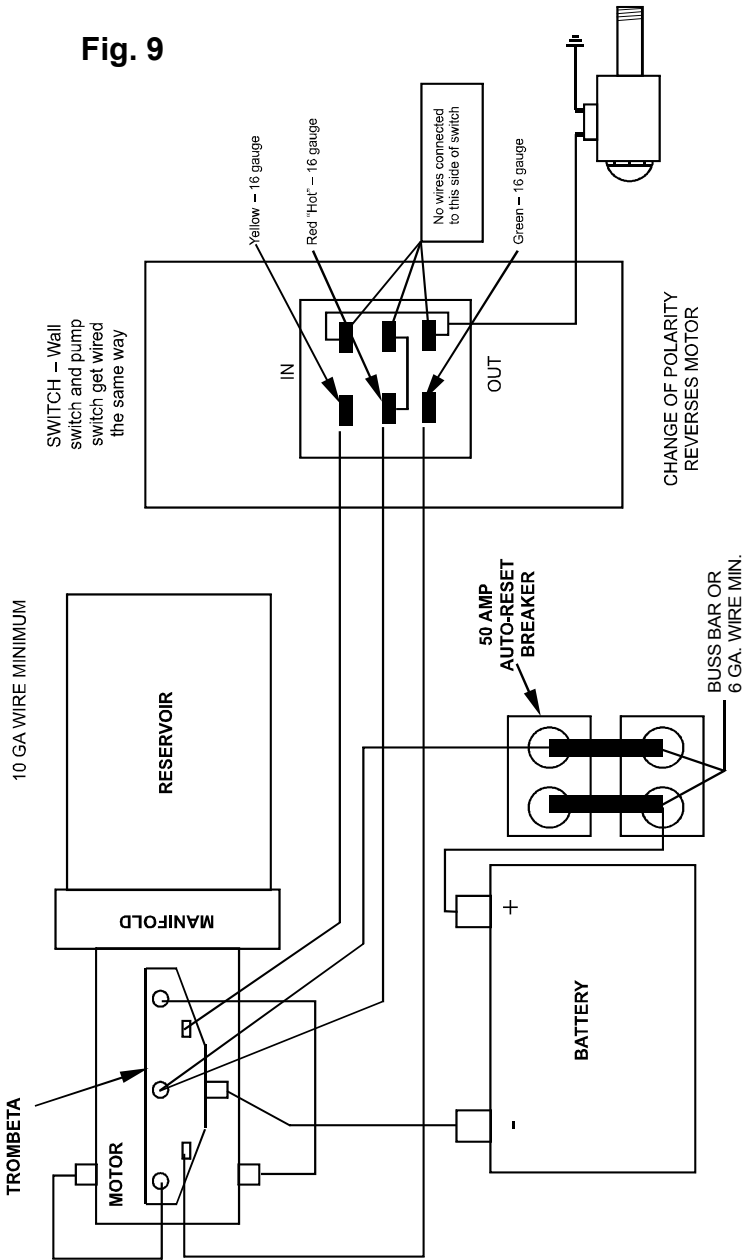 Fig. 9
SWITCH – Wall
switch and pump
switch get wired
the same way
Yellow – 16 gauge
Red "Hot" – 16 gauge
No wires connected
to this side of switch
Green – 16 gauge
IN
OUT
CHANGE OF POLARITY
REVERSES MOTOR
10 GA WIRE MINIMUM
RESERVOIR
MANIFOLD
TROMBETA
MOTOR
50 AMP
AUTO-RESET
BREAKER
BUSS BAR OR
6 GA. WIRE MIN.
+
BATTERY
-